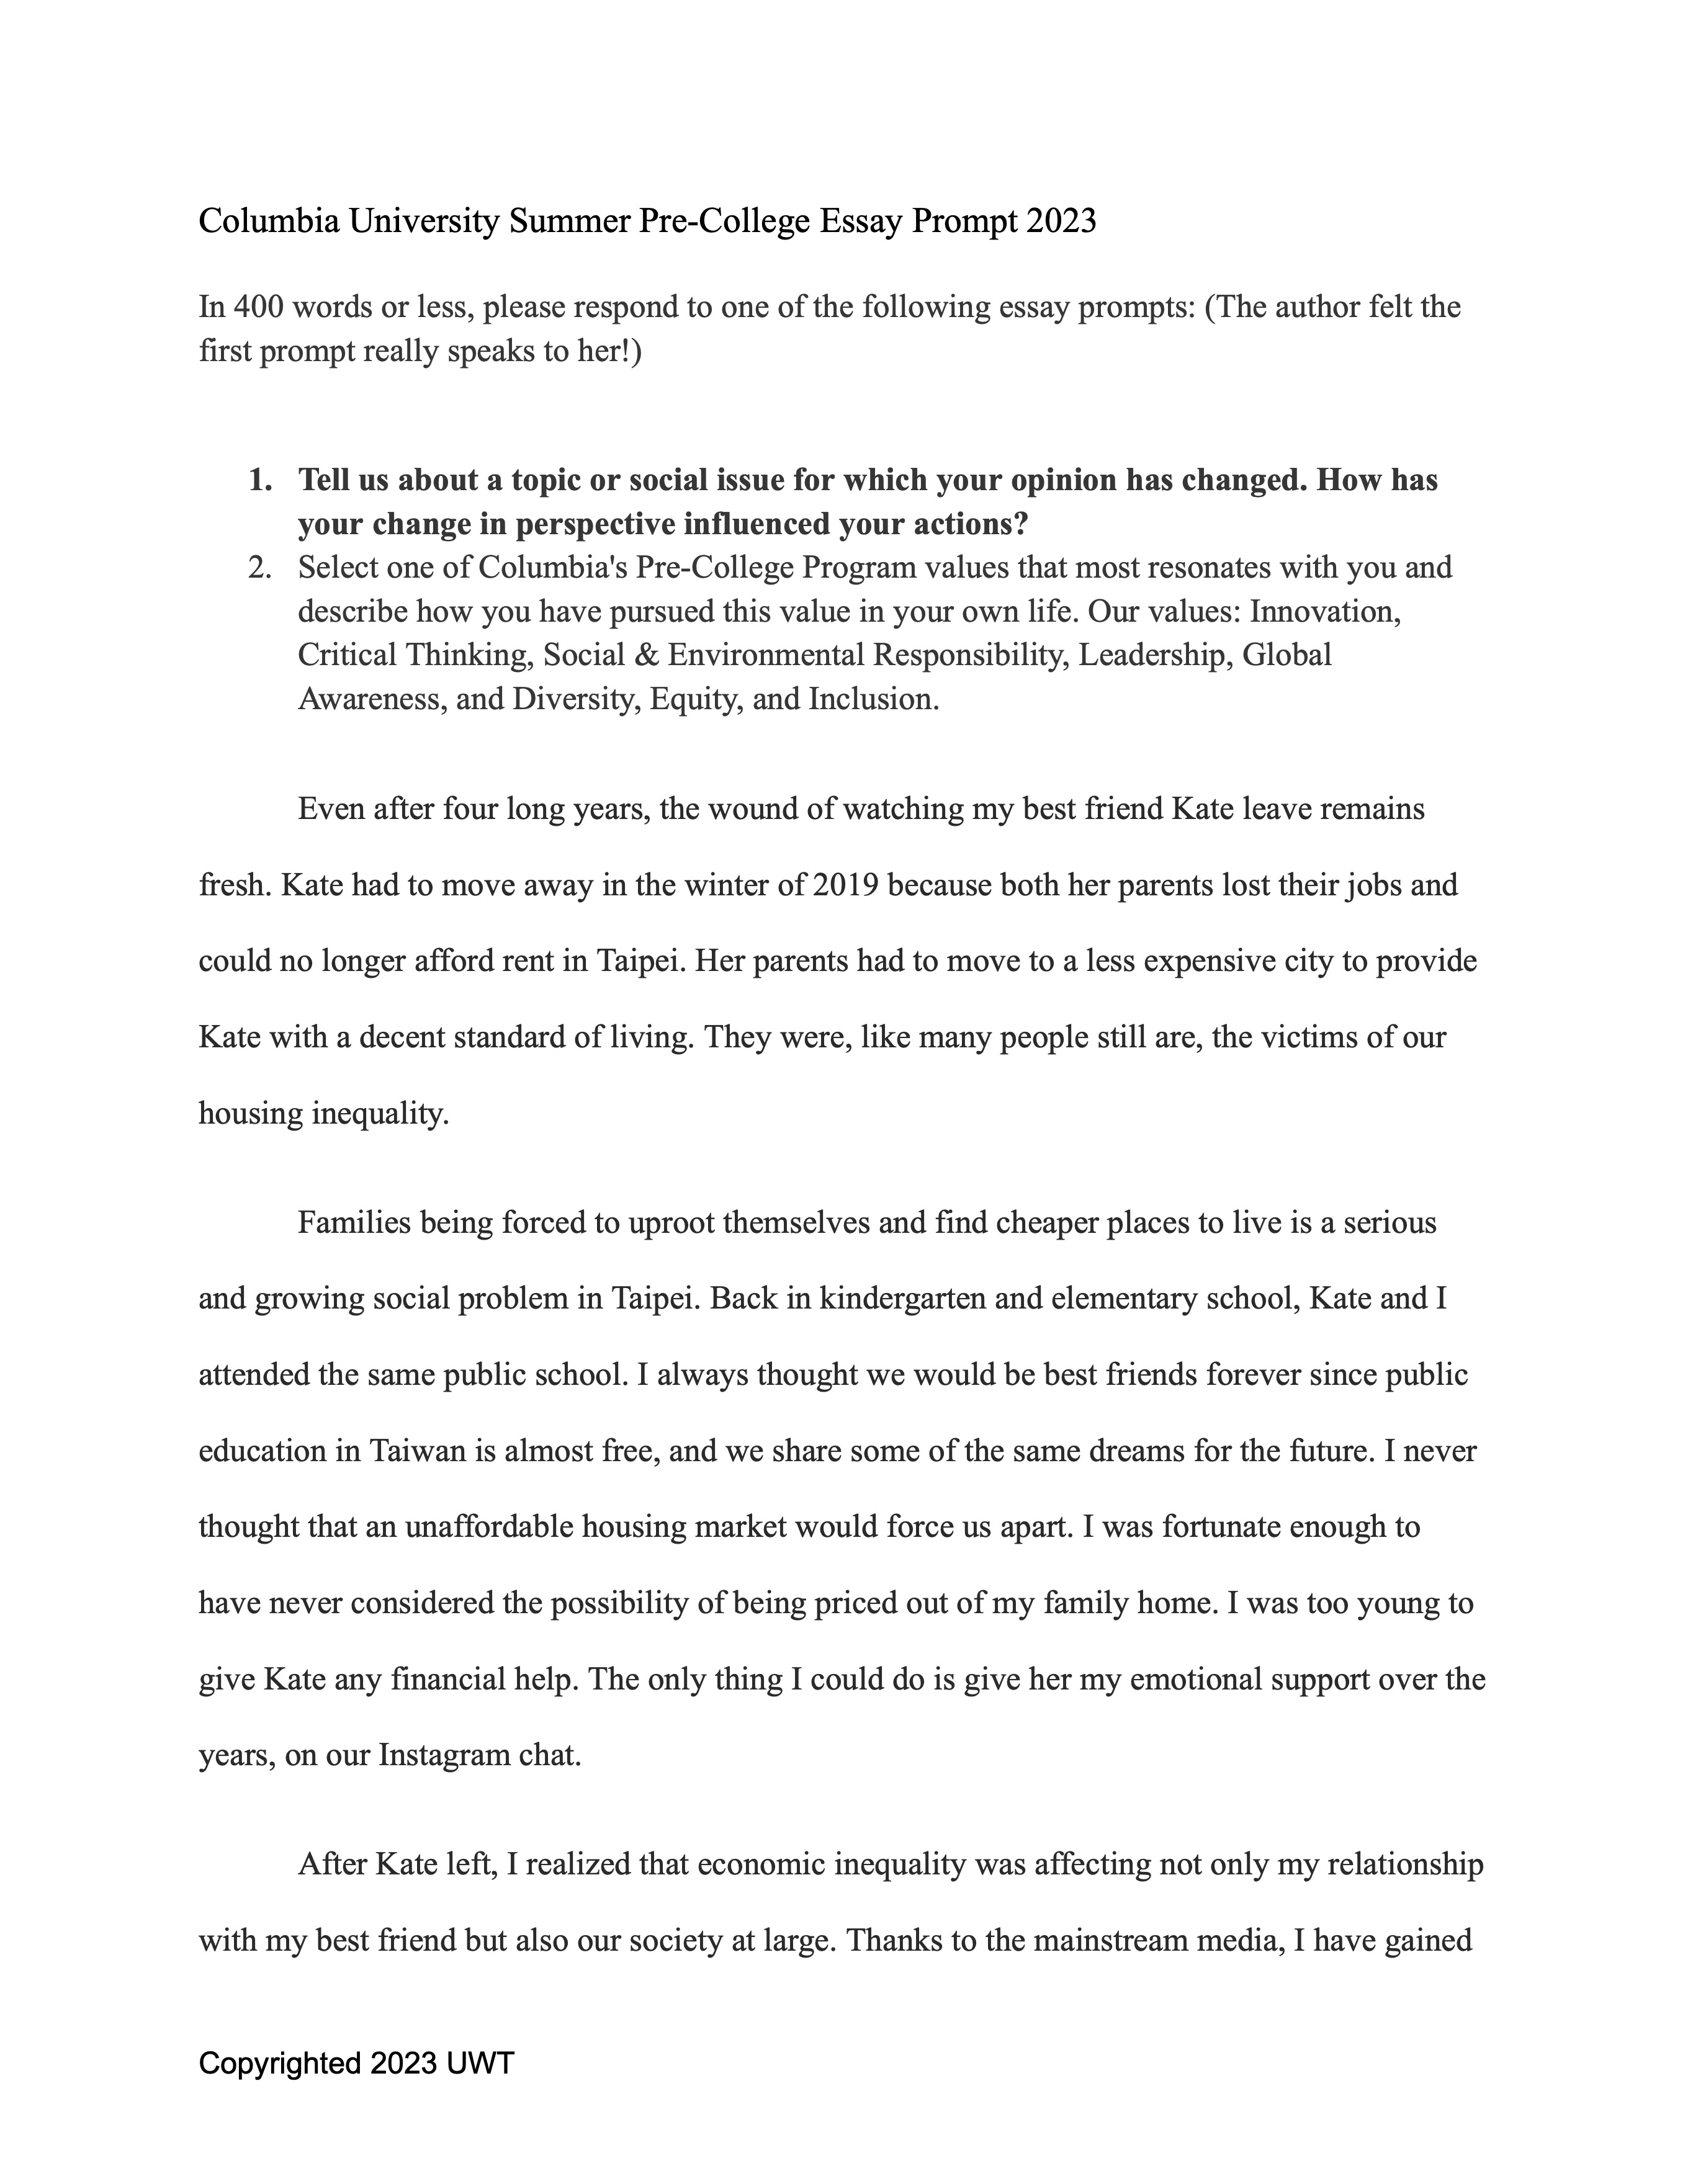 Columbia University Summer Pre-College Essay Prompt 2023
In 400 words or less, please respond to one of the following essay prompts: (The author felt the
first prompt really speaks to her!)
1. Tell us about a topic or social issue for which your opinion has changed. How has
your change in perspective influenced your actions?
2. Select one of Columbia's Pre-College Program values that most resonates with you and
describe how you have pursued this value in your own life. Our values: Innovation,
Critical Thinking, Social & Environmental Responsibility, Leadership, Global
Awareness, and Diversity, Equity, and Inclusion.
Even after four long years, the wound of watching my best friend Kate leave remains
fresh. Kate had to move away in the winter of 2019 because both her parents lost their jobs and
could no longer afford rent in Taipei. Her parents had to move to a less expensive city to provide
Kate with a decent standard of living. They were, like many people still are, the victims of our
housing inequality.
Families being forced to uproot themselves and find cheaper places to live is a serious
and growing social problem in Taipei. Back in kindergarten and elementary school, Kate and I
attended the same public school. I always thought we would be best friends forever since public
education in Taiwan is almost free, and we share some of the same dreams for the future. I never
thought that an unaffordable housing market would force us apart. I was fortunate enough to
have never considered the possibility of being priced out of my family home. I was too young to
give Kate any financial help. The only thing I could do is give her my emotional support over the
years, on our Instagram chat.
After Kate left, I realized that economic inequality was affecting not only my relationship
with my best friend but also our society at large. Thanks to the mainstream media, I have gained
Copyrighted 2023 UWT